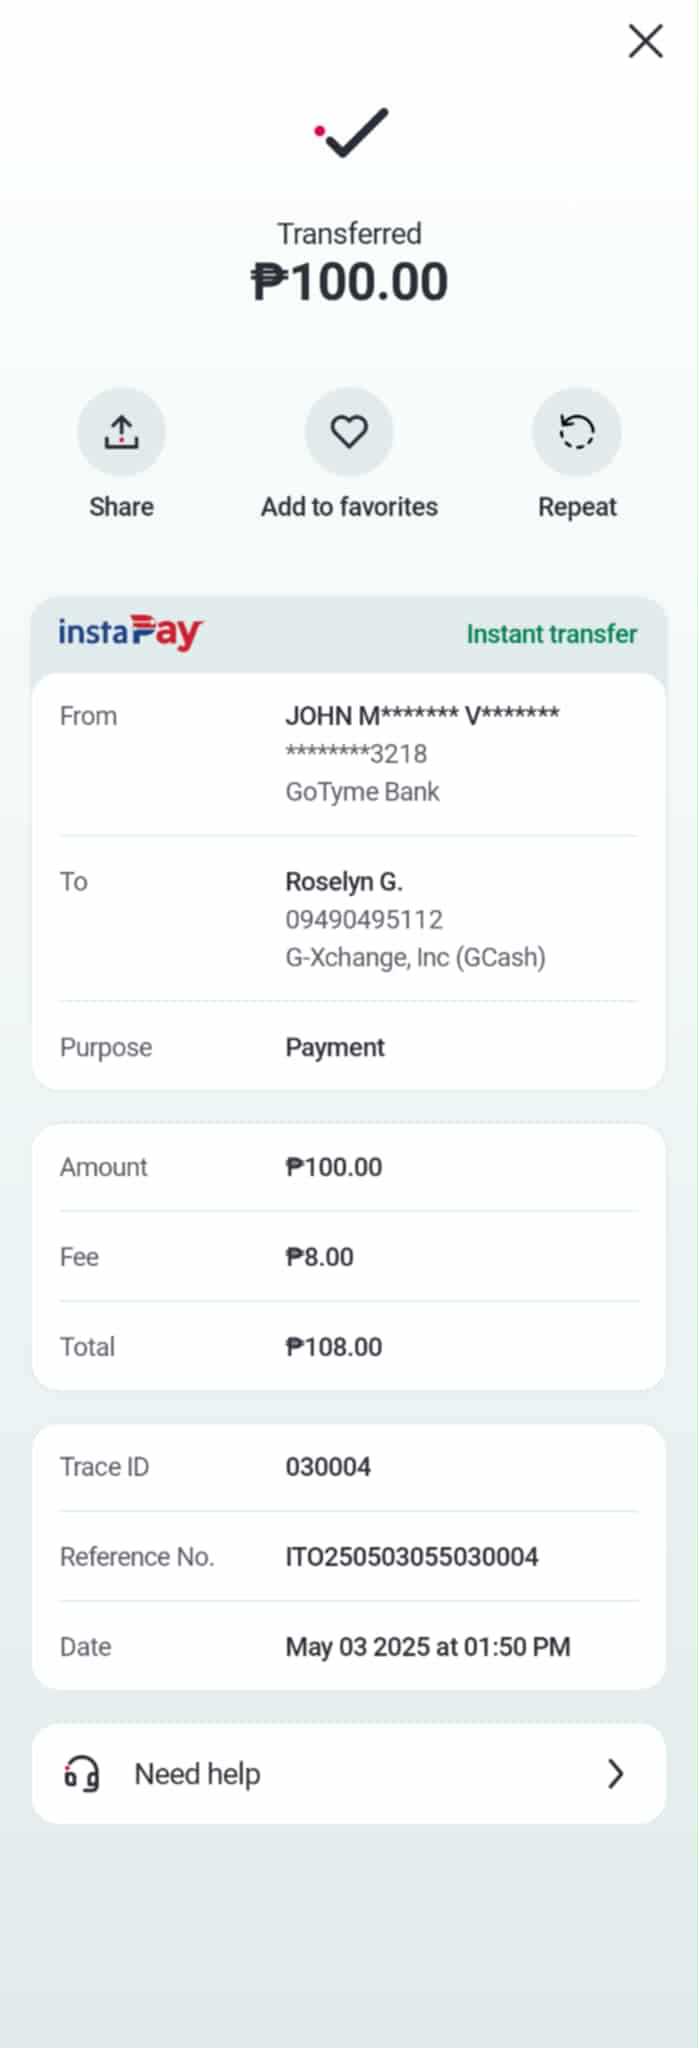 Transferred
₱100.00
Share Add to favorites Repeat
instaPay Instant transfer
From JOHN M******* V*******
********3218
GoTyme Bank
To Roselyn G.
09490495112
G-Xchange, Inc (GCash)
Purpose Payment
Amount ₱100.00
Fee ₱8.00
Total ₱108.00
Trace ID 030004
Reference No. ITO250503055030004
Date May 03 2025 at 01:50 PM
Need help